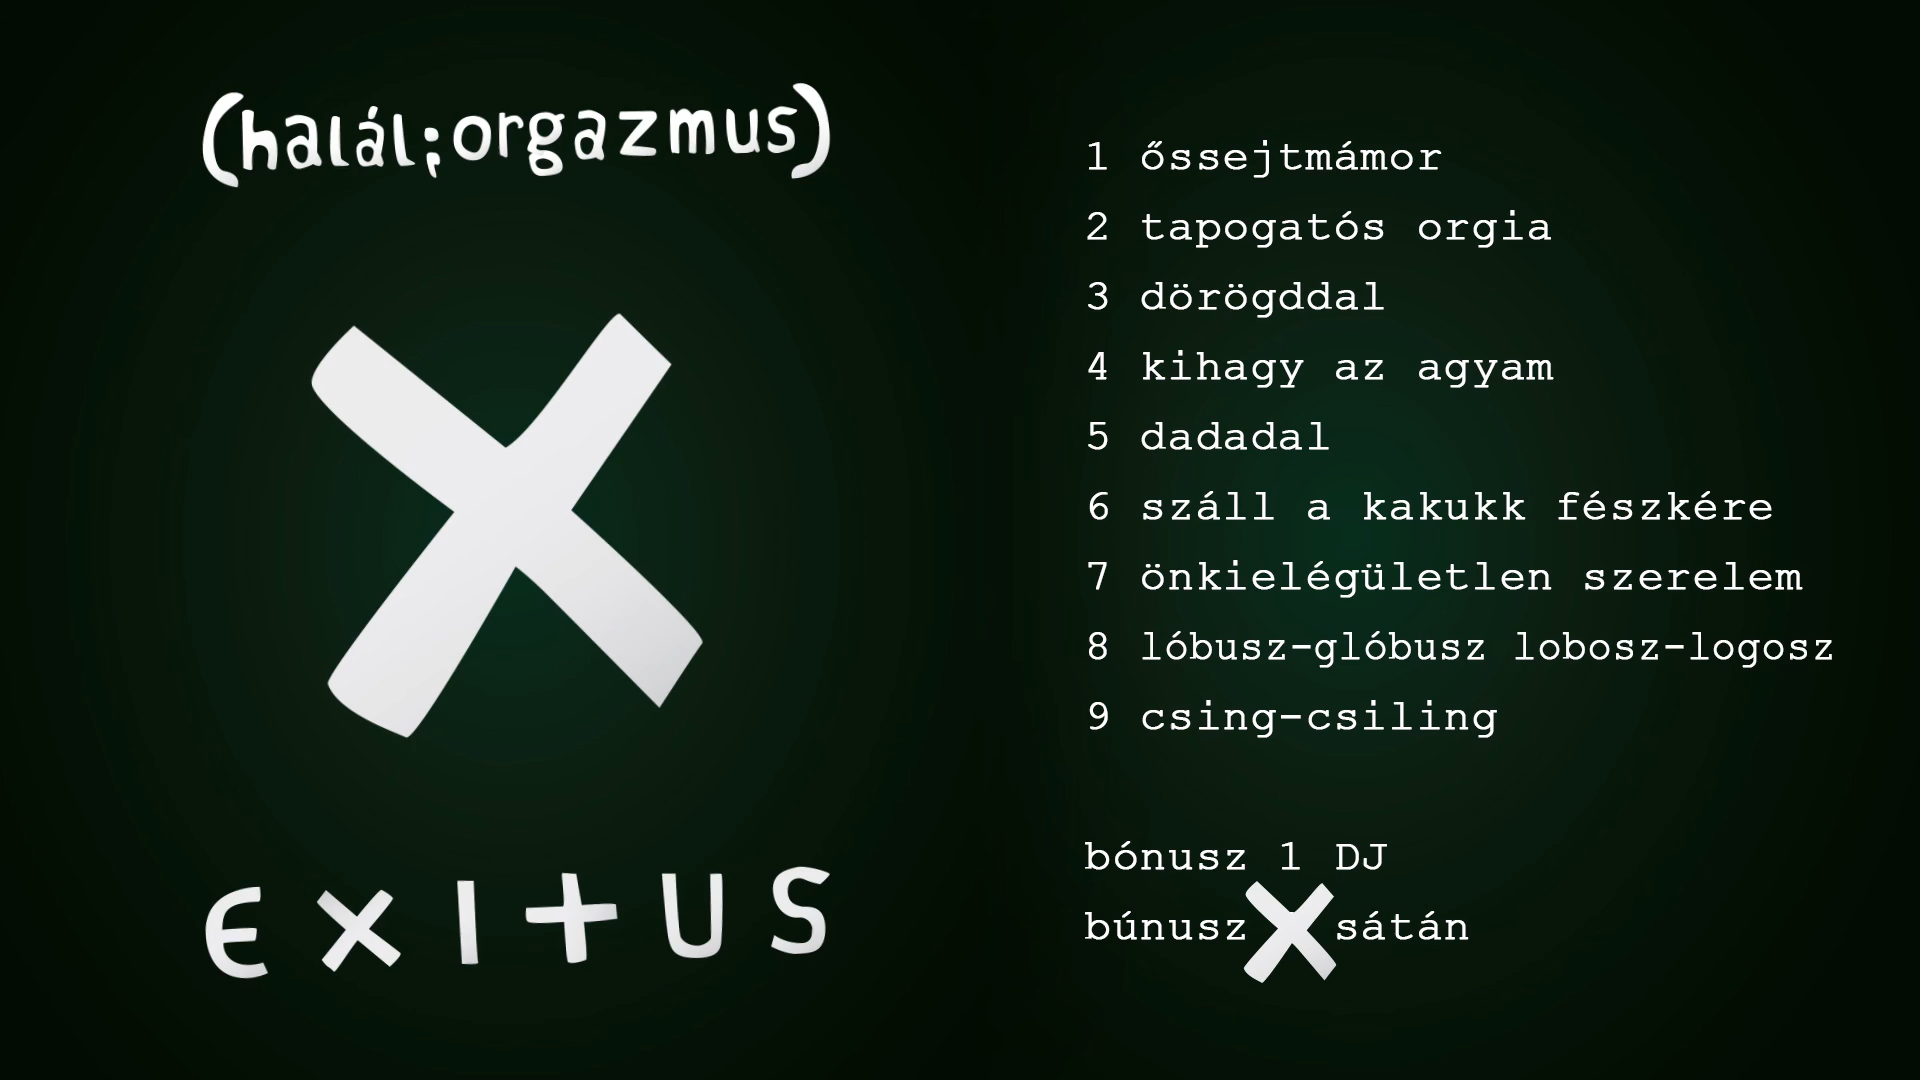 (halál;orgazmus)
X
EXITUS
1 őssejtmámor
2 tapogatós orgia
3 dörögddal
4 kihagy az agyam
5 dadadal
6 száll a kakukk fészkére
7 önkielégületlen szerelem
8 lóbusz-glóbusz lobosz-logosz
9 csing-csiling
bónusz 1 DJ
búnusz X sátán